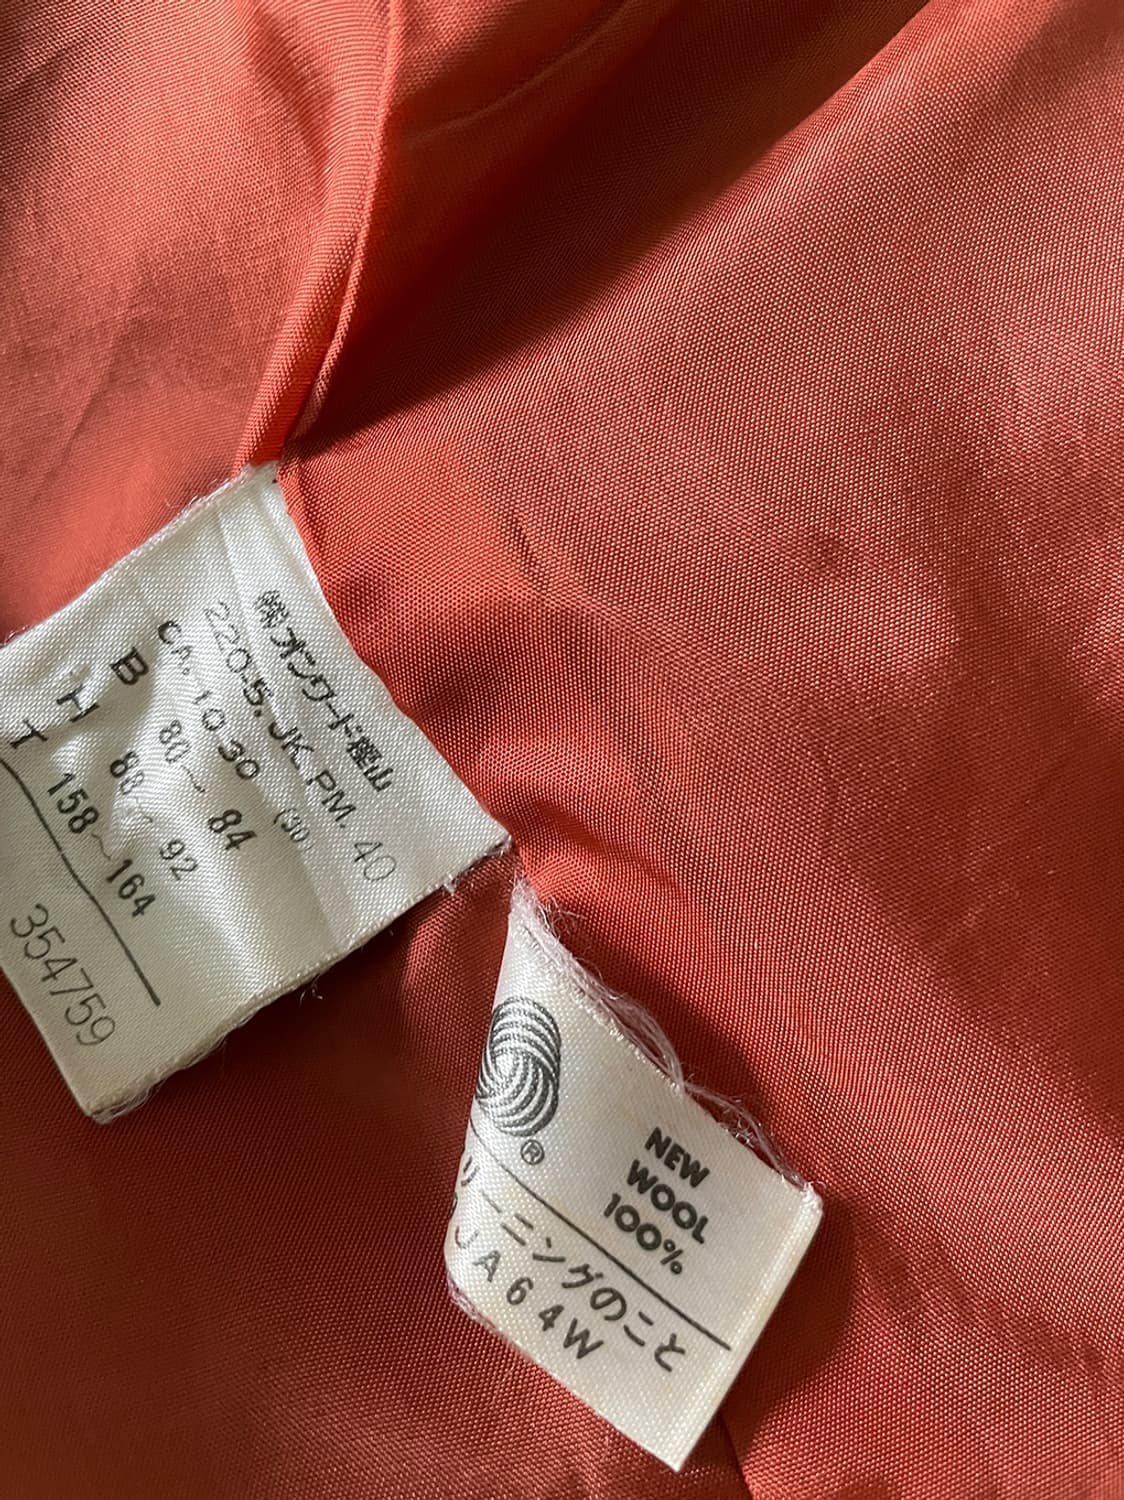 ㈱オンワード樫山
220-5. JK. PM. 40
CA. 10 30 (30)
B 80~84
H 88~92
T 158~164
354759
®
NEW
WOOL
100%
リーニングのこと
JA64W